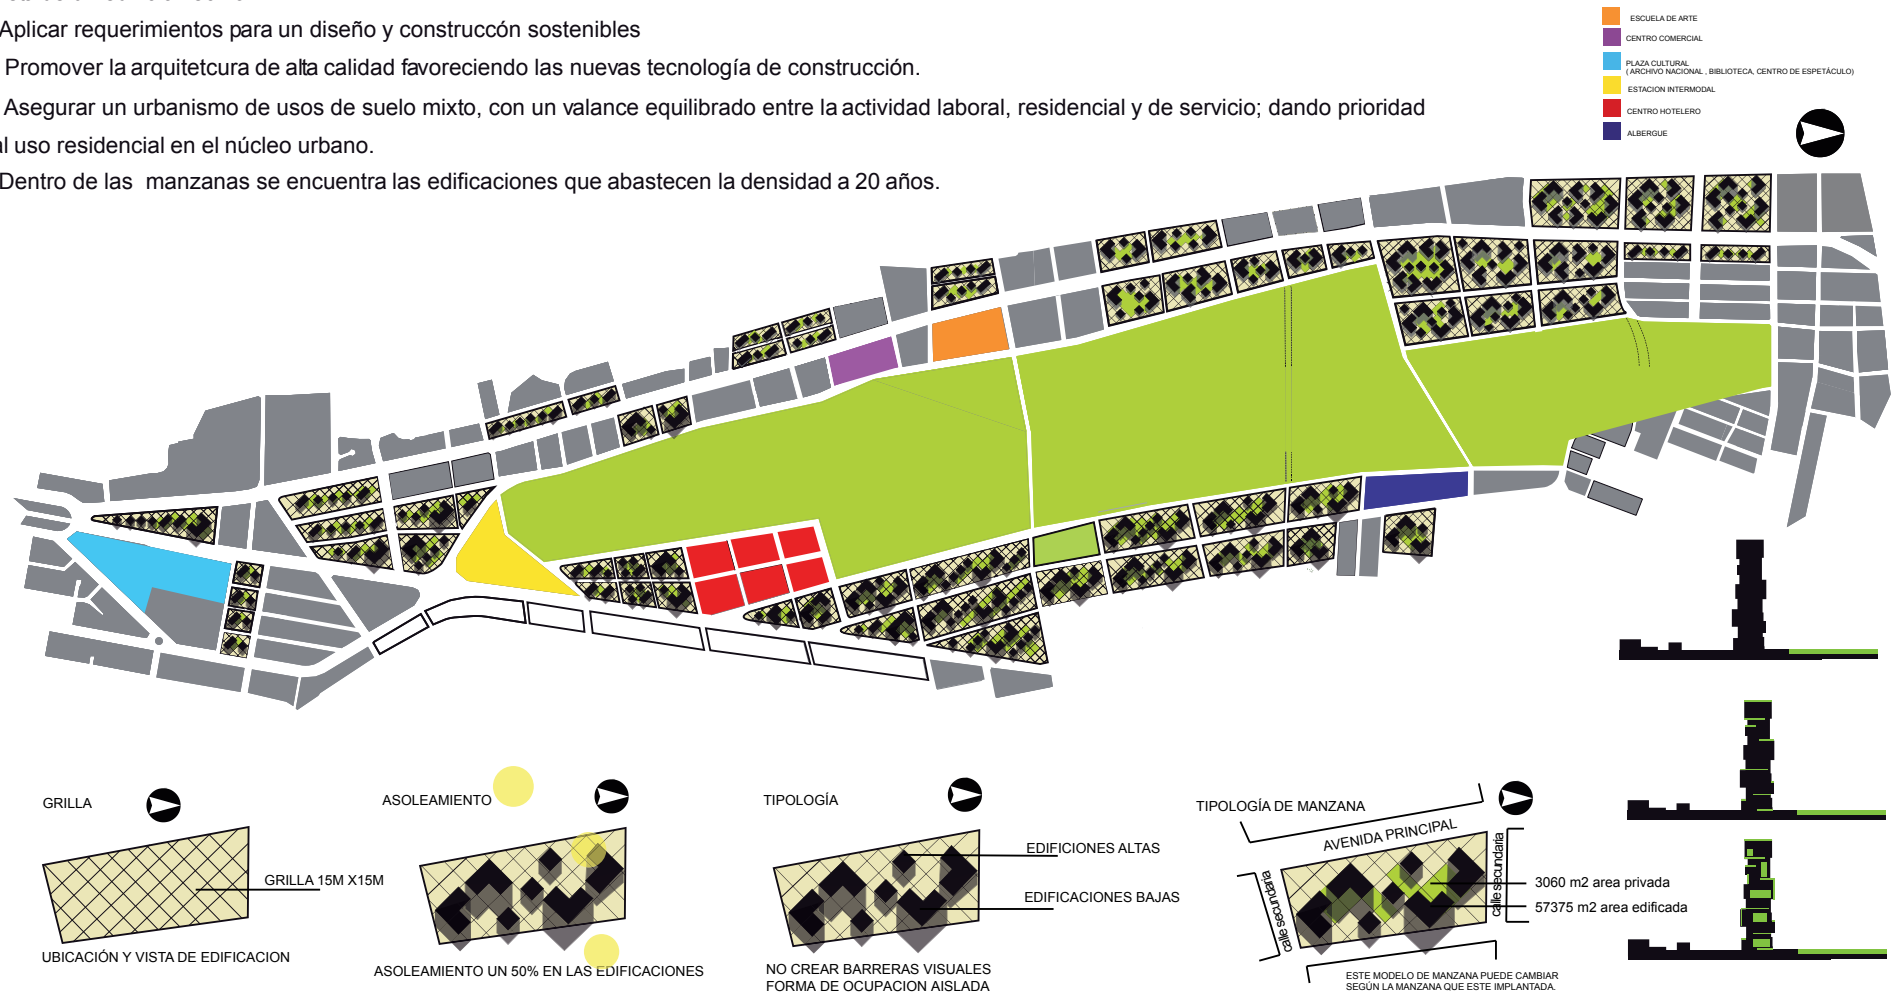 Aplicar requerimientos para un diseño y construccón sostenibles
Promover la arquitetcura de alta calidad favoreciendo las nuevas tecnología de construcción.
Asegurar un urbanismo de usos de suelo mixto, con un valance equilibrado entre la actividad laboral, residencial y de servicio; dando prioridad
al uso residencial en el núcleo urbano.
Dentro de las manzanas se encuentra las edificaciones que abastecen la densidad a 20 años.
ESCUELA DE ARTE
CENTRO COMERCIAL
PLAZA CULTURAL
( ARCHIVO NACIONAL , BIBLIOTECA, CENTRO DE ESPETÁCULO)
ESTACION INTERMODAL
CENTRO HOTELERO
ALBERGUE
GRILLA
GRILLA 15M X15M
UBICACIÓN Y VISTA DE EDIFICACION
ASOLEAMIENTO
ASOLEAMIENTO UN 50% EN LAS EDIFICACIONES
TIPOLOGÍA
EDIFICIONES ALTAS
EDIFICACIONES BAJAS
NO CREAR BARRERAS VISUALES
FORMA DE OCUPACION AISLADA
TIPOLOGÍA DE MANZANA
AVENIDA PRINCIPAL
calle secundaria
calle secundaria
3060 m2 area privada
57375 m2 area edificada
ESTE MODELO DE MANZANA PUEDE CAMBIAR
SEGÚN LA MANZANA QUE ESTE IMPLANTADA.